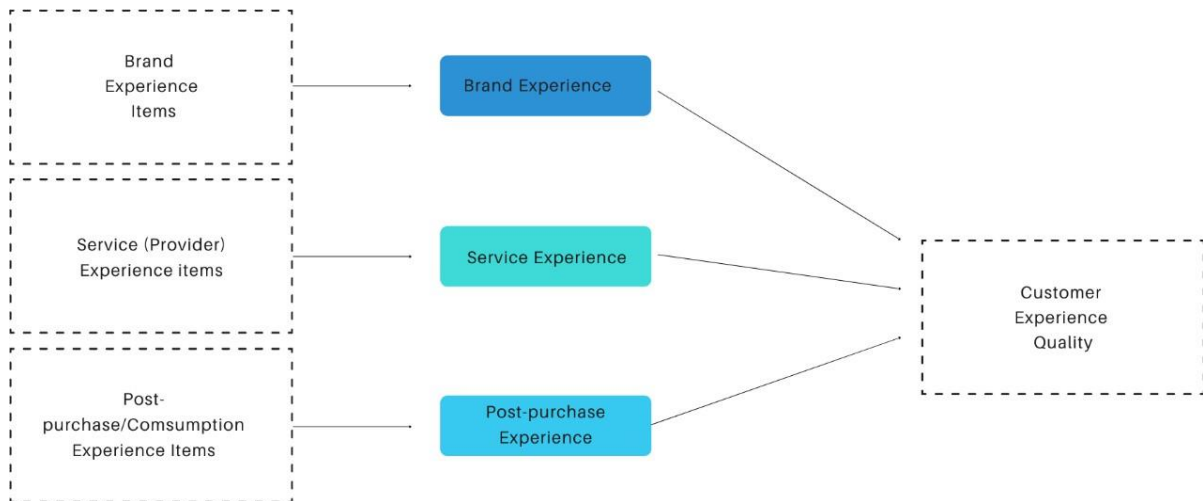 Brand
Experience
Items
Brand Experience
Service (Provider)
Experience items
Service Experience
Customer
Experience
Quality
Post-
purchase/Comsumption
Experience Items
Post-purchase
Experience